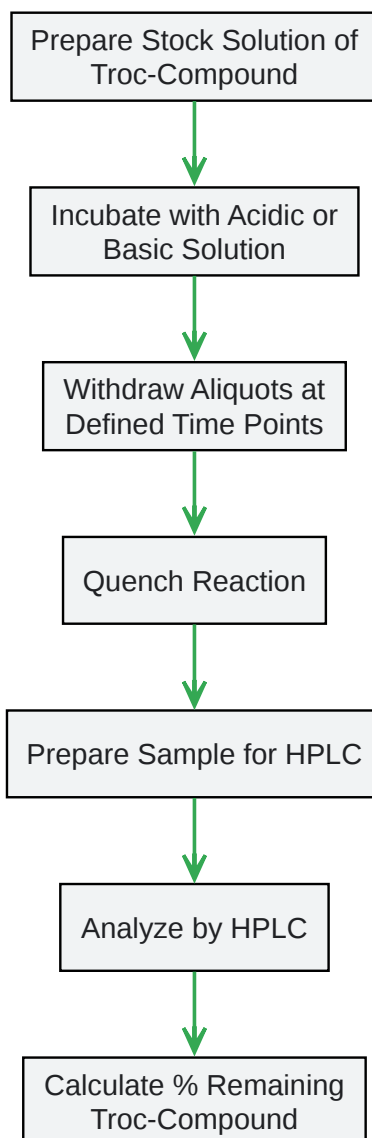 Prepare Stock Solution of
Troc-Compound
Incubate with Acidic or
Basic Solution
Withdraw Aliquots at
Defined Time Points
Quench Reaction
Prepare Sample for HPLC
Analyze by HPLC
Calculate % Remaining
Troc-Compound